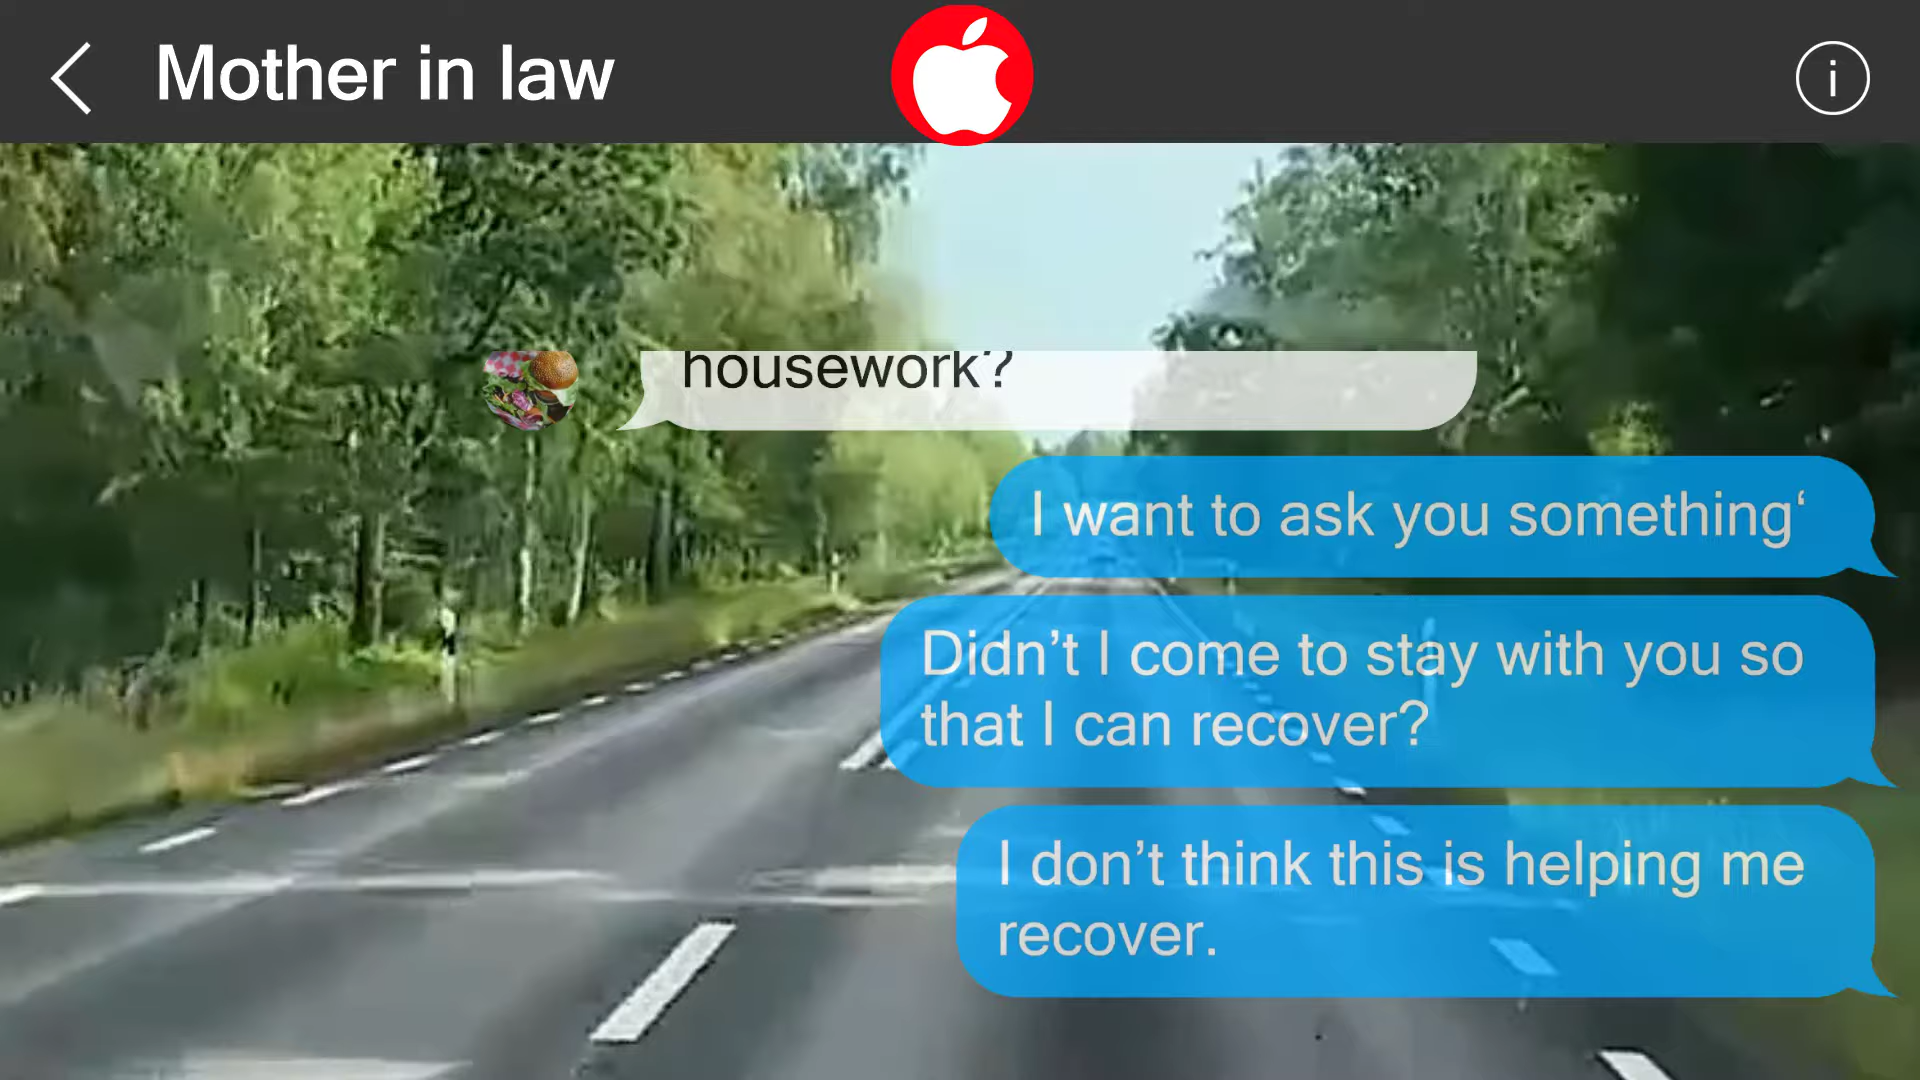 Mother in law
i
housework?
I want to ask you something‘
Didn’t I come to stay with you so
that I can recover?
I don’t think this is helping me
recover.